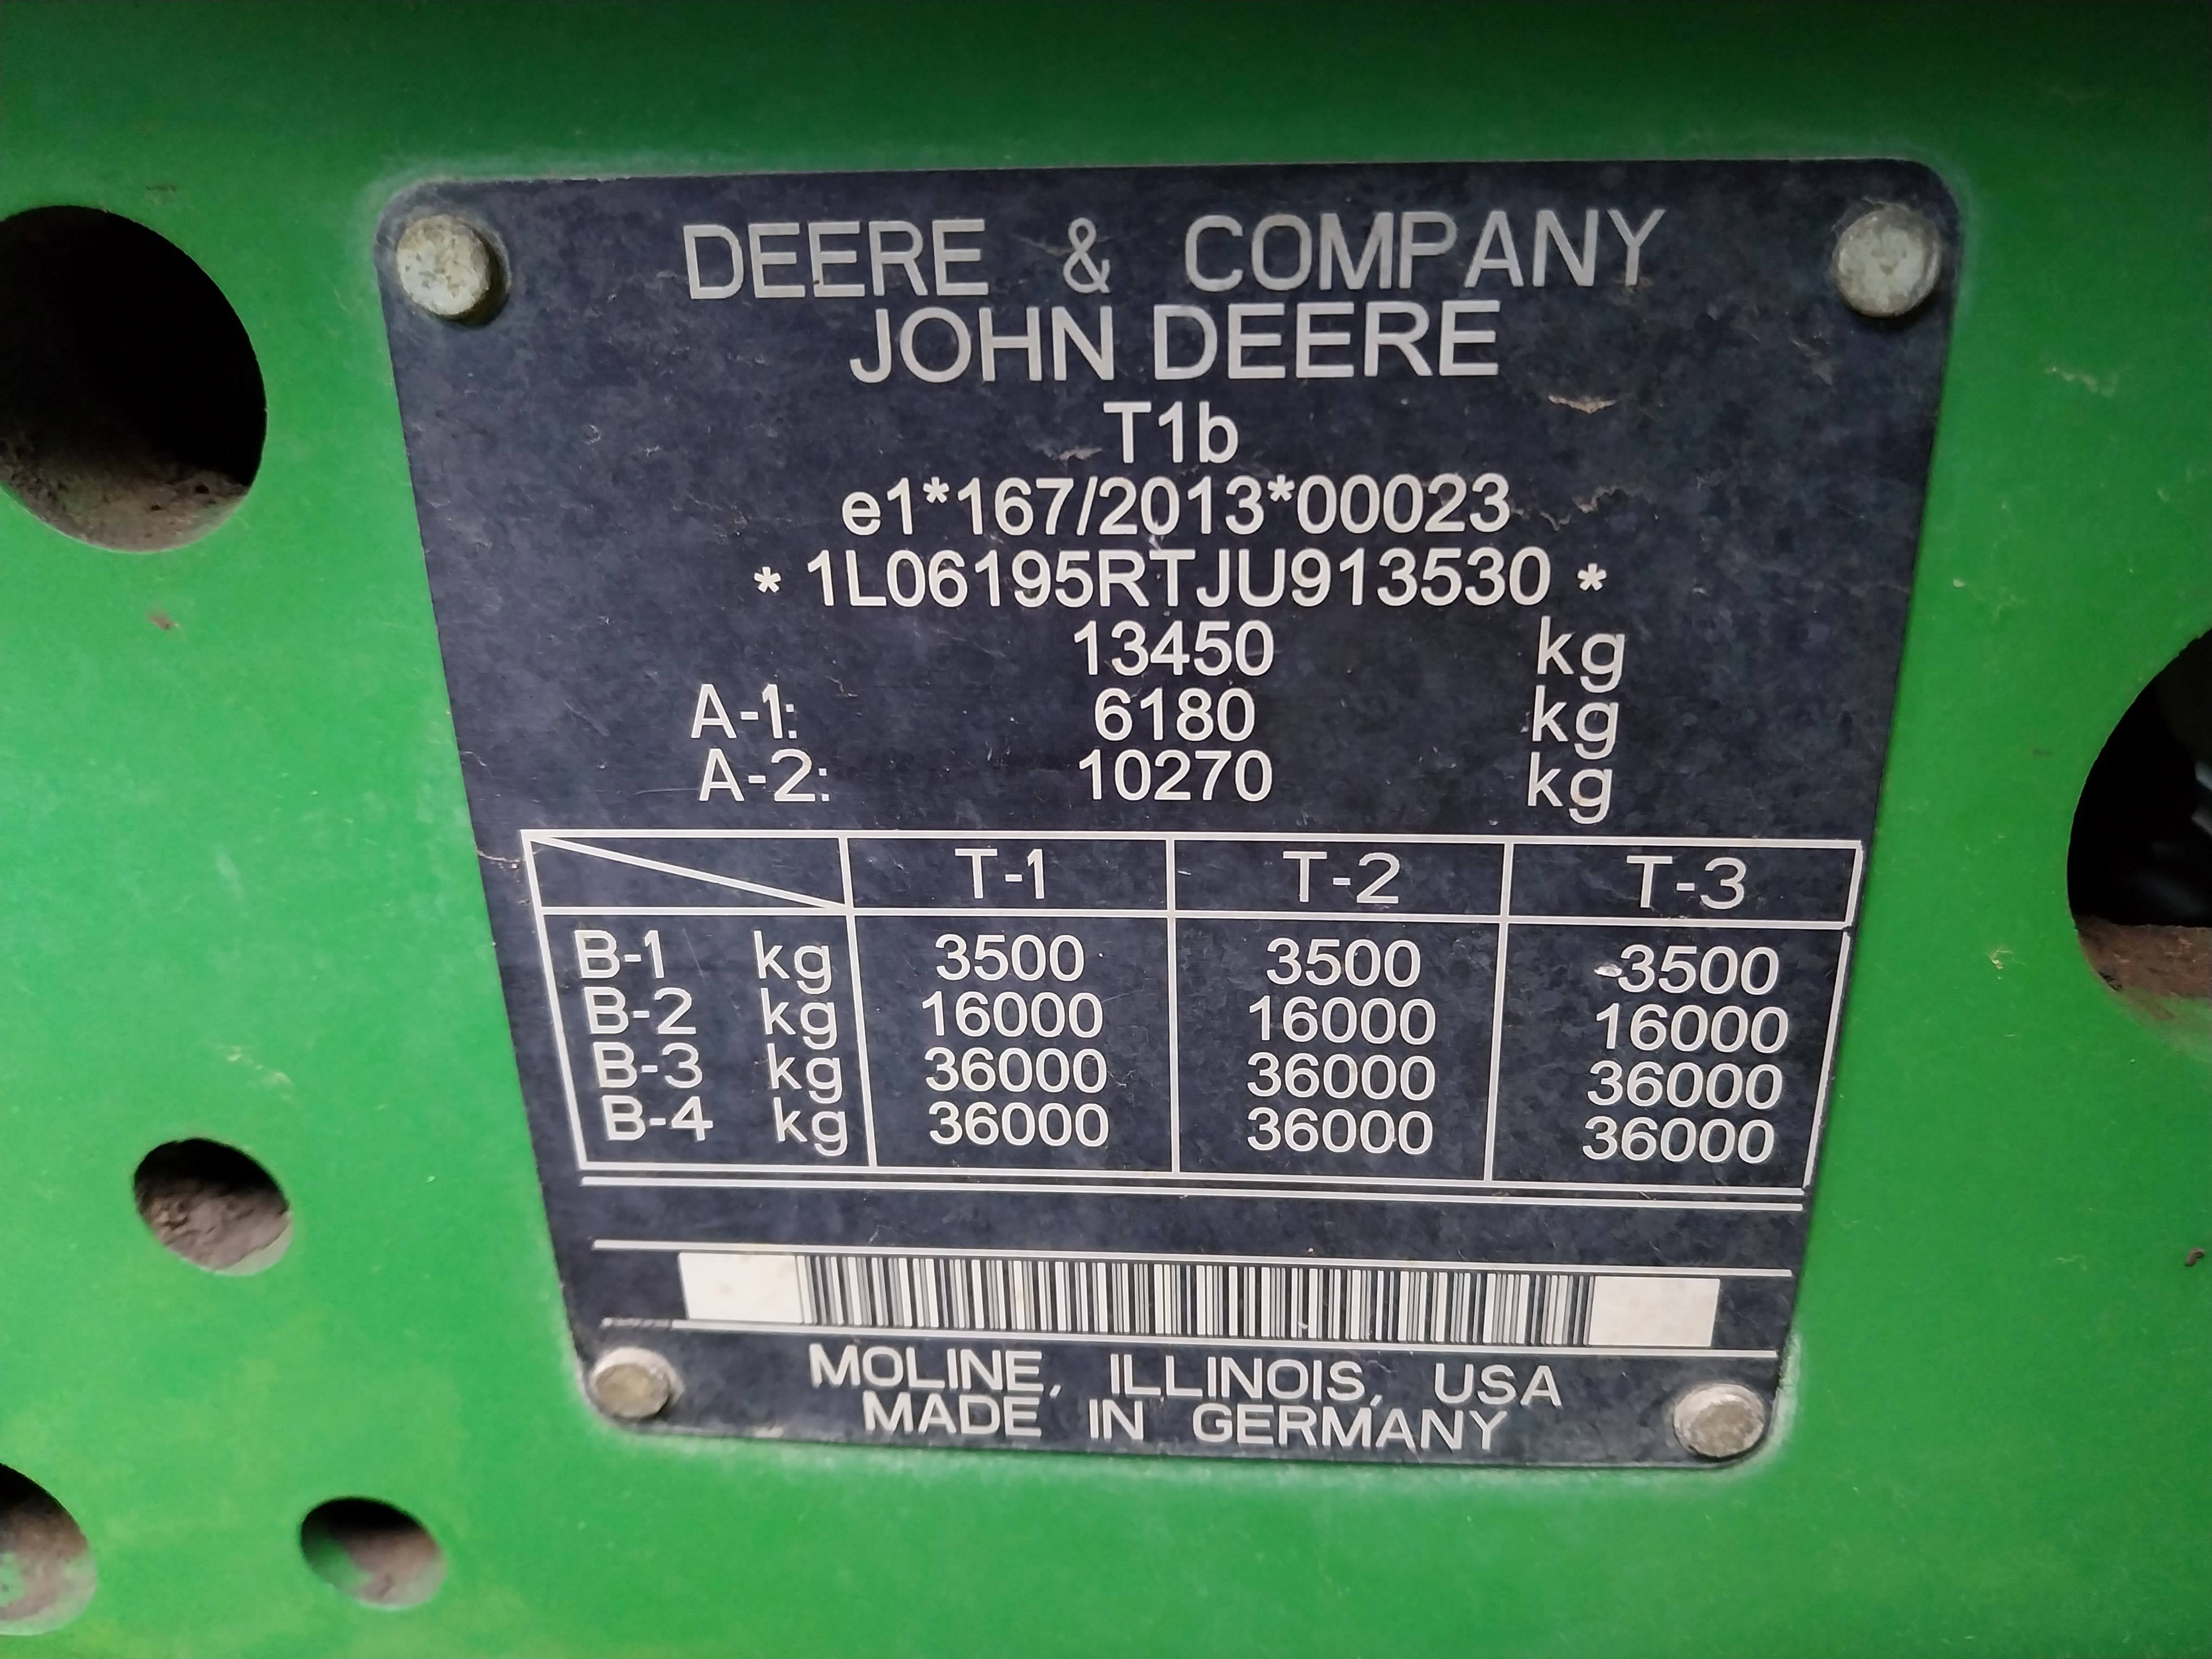 DEERE & COMPANY
JOHN DEERE
T1b
e1*167/2013*00023
* 1L06195RTJU913530 *
13450 kg
A-1: 6180 kg
A-2: 10270 kg
T-1 T-2 T-3
B-1 kg 3500 3500 3500
B-2 kg 16000 16000 16000
B-3 kg 36000 36000 36000
B-4 kg 36000 36000 36000
MOLINE, ILLINOIS, USA
MADE IN GERMANY